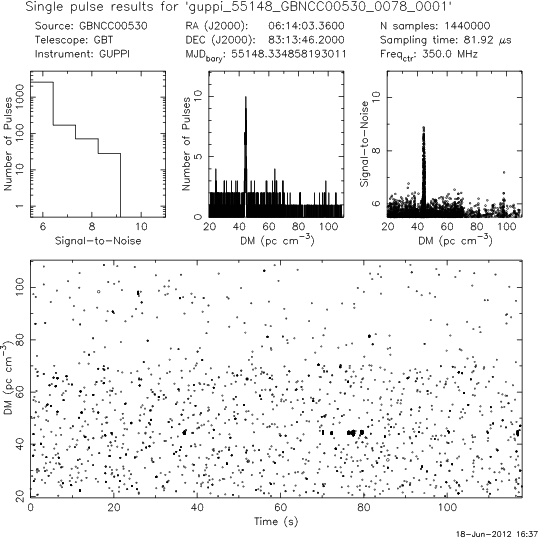 Single pulse results for 'guppi_55148_GBNCC00530_0078_0001'
Source: GBNCC00530 RA (J2000): 06:14:03.3600 N samples: 1440000
Telescope: GBT DEC (J2000): 83:13:46.2000 Sampling time: 81.92 μs
Instrument: GUPPI MJDbary: 55148.334858193011 Freqctr: 350.0 MHz
Number of Pulses
1 10 100 1000
6 8 10
Signal-to-Noise
Number of Pulses
0 5 10
20 40 60 80 100
DM (pc cm-3)
Signal-to-Noise
6 8 10
20 40 60 80 100
DM (pc cm-3)
DM (pc cm-3)
20 40 60 80 100
0 20 40 60 80 100
Time (s)
18-Jun-2012 16:37